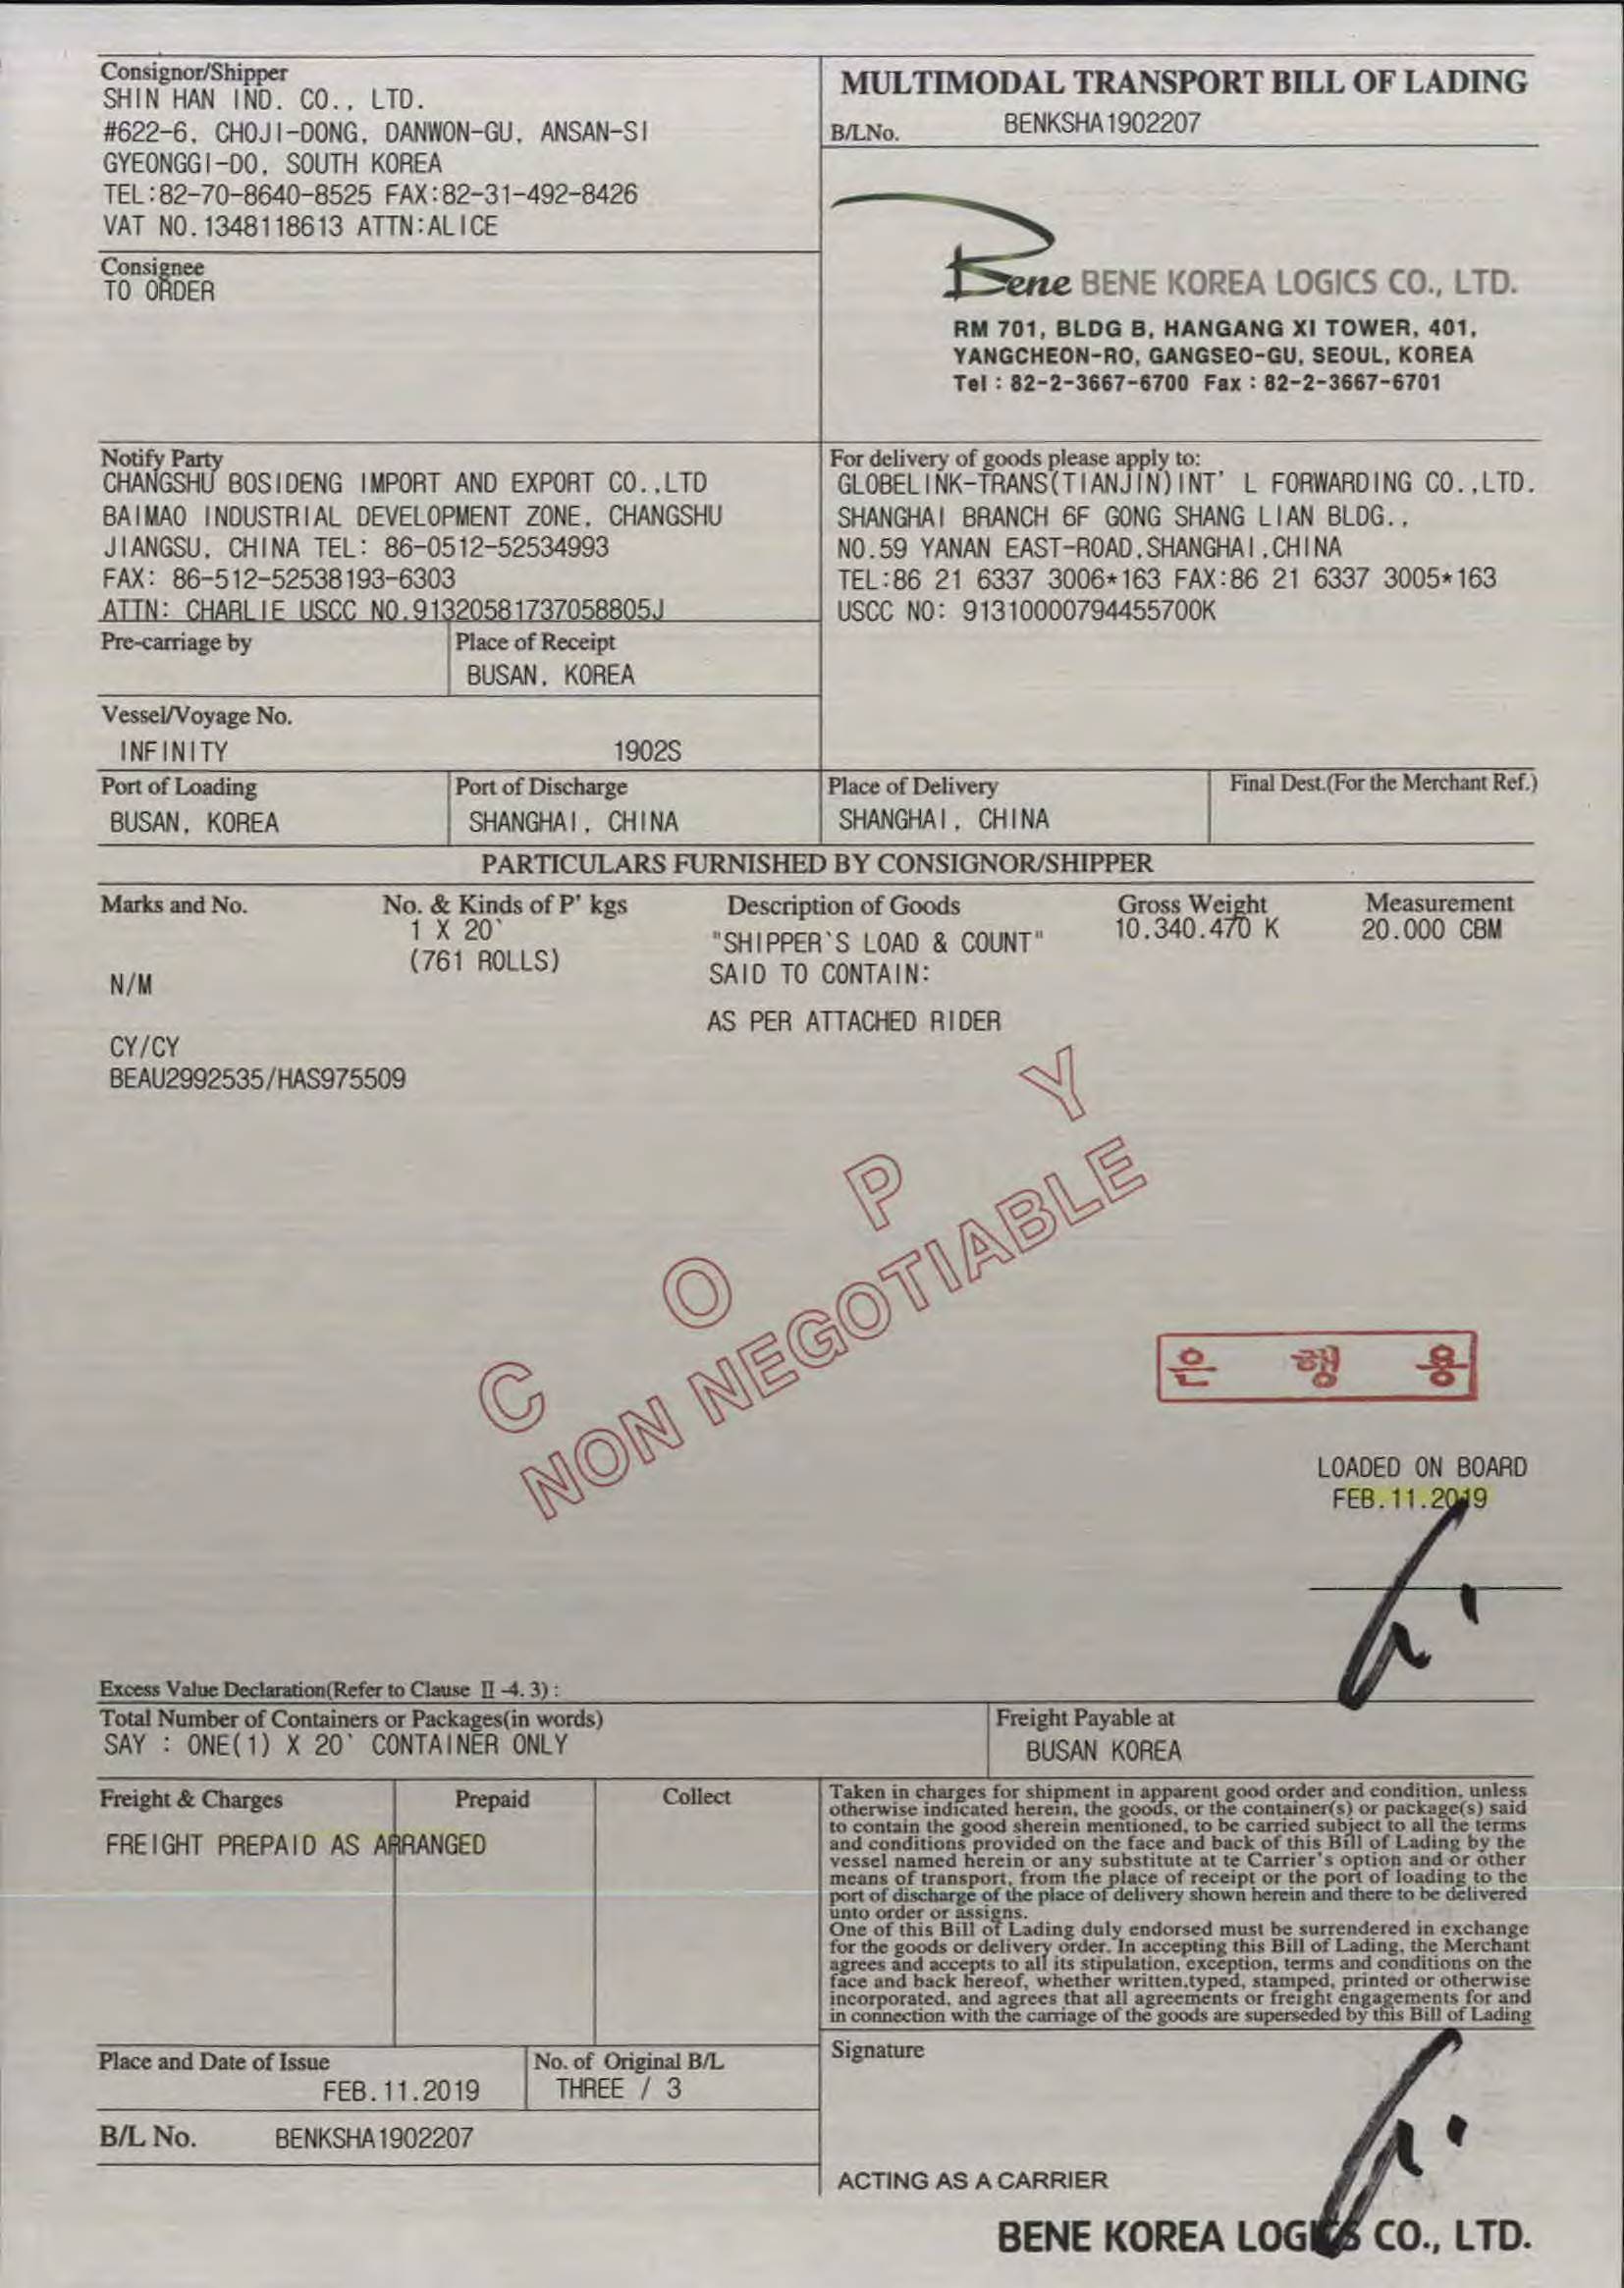 Consignor/Shipper
SHIN HAN IND. CO., LTD.
#622-6, CHOJI-DONG, DANWON-GU, ANSAN-SI
GYEONGGI-DO, SOUTH KOREA
TEL:82-70-8640-8525 FAX:82-31-492-8426
VAT NO.1348118613 ATTN:ALICE
MULTIMODAL TRANSPORT BILL OF LADING
B/LNo. BENKSHA1902207
Consignee
TO ORDER
Bene BENE KOREA LOGICS CO., LTD.
RM 701, BLDG B, HANGANG XI TOWER, 401,
YANGCHEON-RO, GANGSEO-GU, SEOUL, KOREA
Tel : 82-2-3667-6700 Fax : 82-2-3667-6701
Notify Party
CHANGSHU BOSIDENG IMPORT AND EXPORT CO.,LTD
BAIMAO INDUSTRIAL DEVELOPMENT ZONE, CHANGSHU
JIANGSU, CHINA TEL: 86-0512-52534993
FAX: 86-512-52538193-6303
ATTN: CHARLIE USCC NO.91320581737058805J
For delivery of goods please apply to:
GLOBELINK-TRANS(TIANJIN)INT' L FORWARDING CO.,LTD.
SHANGHAI BRANCH 6F GONG SHANG LIAN BLDG.,
NO.59 YANAN EAST-ROAD,SHANGHAI,CHINA
TEL:86 21 6337 3006*163 FAX:86 21 6337 3005*163
USCC NO: 91310000794455700K
Pre-carriage by
Place of Receipt
BUSAN, KOREA
Vessel/Voyage No.
INFINITY 1902S
Port of Loading
BUSAN, KOREA
Port of Discharge
SHANGHAI, CHINA
Place of Delivery
SHANGHAI, CHINA
Final Dest.(For the Merchant Ref.)
PARTICULARS FURNISHED BY CONSIGNOR/SHIPPER
Marks and No. No. & Kinds of P' kgs Description of Goods Gross Weight Measurement
1 X 20` "SHIPPER`S LOAD & COUNT" 10.340.470 K 20.000 CBM
(761 ROLLS) SAID TO CONTAIN:
N/M
AS PER ATTACHED RIDER
CY/CY
BEAU2992535/HAS975509
COPY
NON NEGOTIABLE
은 행 용
LOADED ON BOARD
FEB.11.2019
Excess Value Declaration(Refer to Clause II -4. 3) :
Total Number of Containers or Packages(in words)
SAY : ONE(1) X 20` CONTAINER ONLY
Freight Payable at
BUSAN KOREA
Freight & Charges Prepaid Collect
FREIGHT PREPAID AS ARRANGED
Taken in charges for shipment in apparent good order and condition, unless
otherwise indicated herein, the goods, or the container(s) or package(s) said
to contain the good sherein mentioned, to be carried subject to all the terms
and conditions provided on the face and back of this Bill of Lading by the
vessel named herein or any substitute at te Carrier's option and or other
means of transport, from the place of receipt or the port of loading to the
port of discharge of the place of delivery shown herein and there to be delivered
unto order or assigns.
One of this Bill of Lading duly endorsed must be surrendered in exchange
for the goods or delivery order. In accepting this Bill of Lading, the Merchant
agrees and accepts to all its stipulation, exception, terms and conditions on the
face and back hereof, whether written,typed, stamped, printed or otherwise
incorporated, and agrees that all agreements or freight engagements for and
in connection with the carriage of the goods are superseded by this Bill of Lading
Place and Date of Issue
FEB.11.2019
No. of Original B/L
THREE / 3
Signature
B/L No. BENKSHA1902207
ACTING AS A CARRIER
BENE KOREA LOGICS CO., LTD.